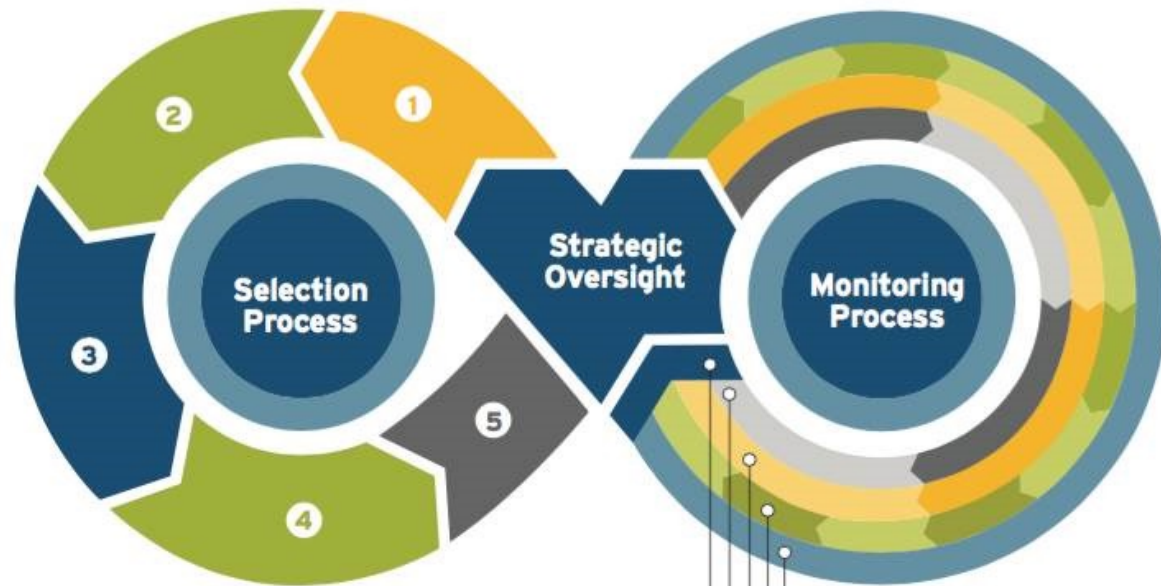 1
2
3
4
5
Selection
Process
Strategic
Oversight
Monitoring
Process